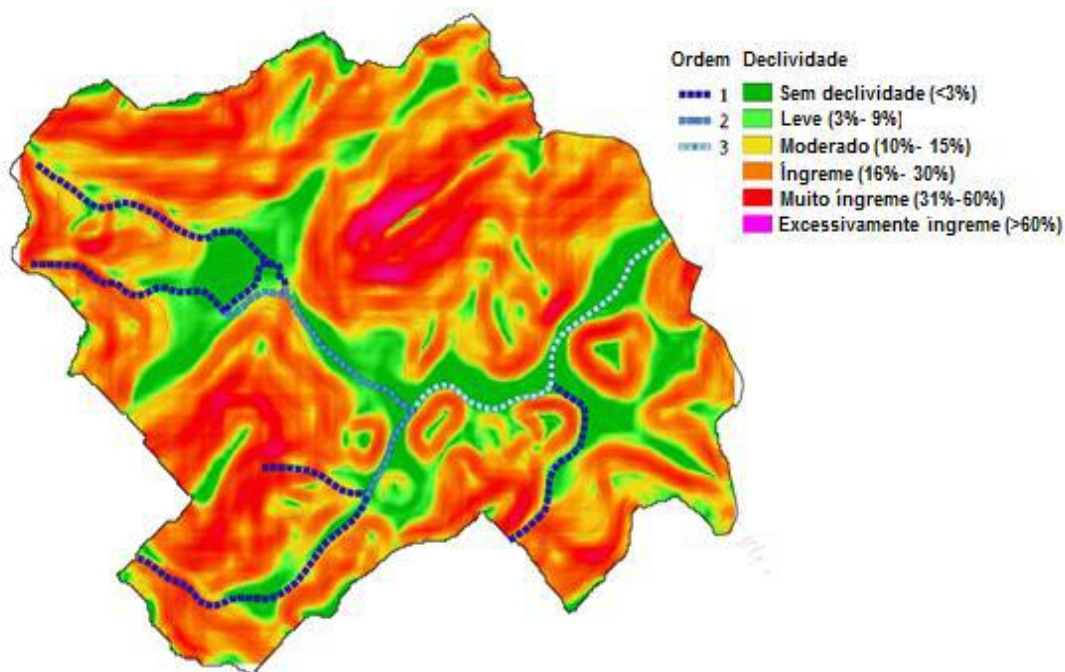 Ordem Declividade
1 Sem declividade (<3%)
2 Leve (3%- 9%)
3 Moderado (10%- 15%)
Íngreme (16%- 30%)
Muito íngreme (31%-60%)
Excessivamente íngreme (>60%)